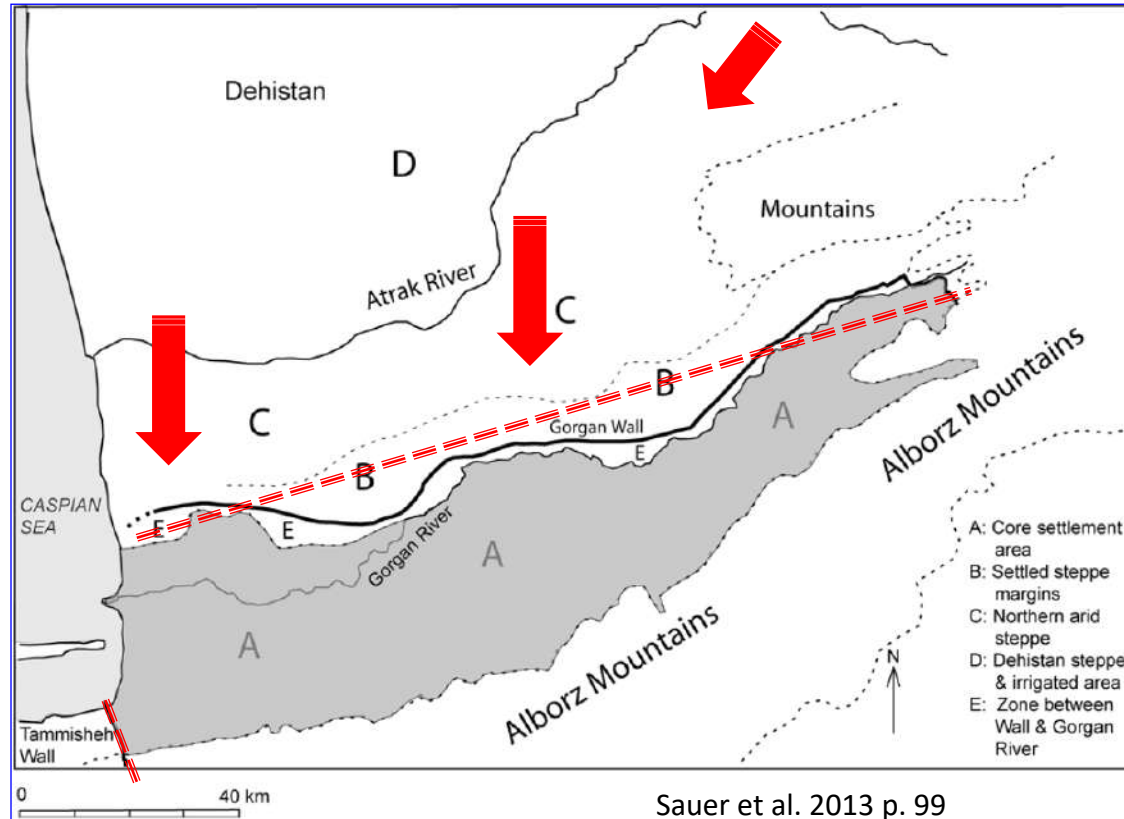 Dehistan
D
Mountains
Atrak River
C
C
B
B
Gorgan Wall
E
A
Alborz Mountains
CASPIAN
SEA
E
E
Gorgan River
A
A
Alborz Mountains
Tammisheh
Wall
N
A: Core settlement
area
B: Settled steppe
margins
C: Northern arid
steppe
D: Dehistan steppe
& irrigated area
E: Zone between
Wall & Gorgan
River
0 40 km
Sauer et al. 2013 p. 99